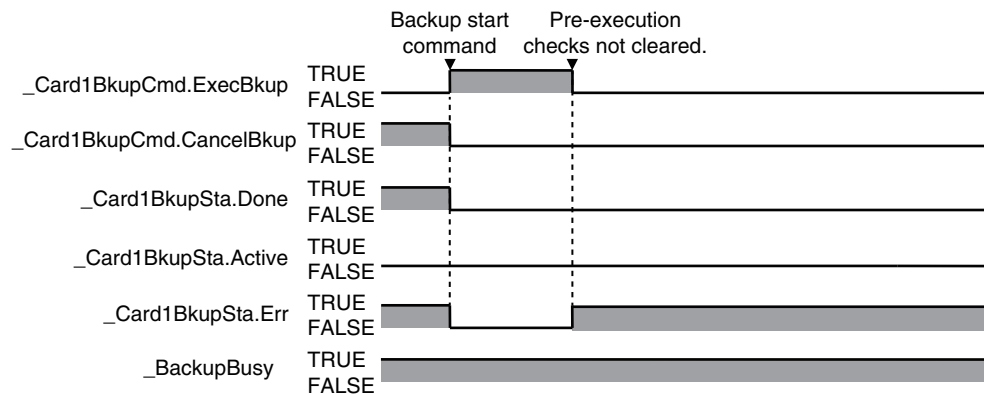 Backup start command
Pre-execution checks not cleared.
_Card1BkupCmd.ExecBkup TRUE
FALSE
_Card1BkupCmd.CancelBkup TRUE
FALSE
_Card1BkupSta.Done TRUE
FALSE
_Card1BkupSta.Active TRUE
FALSE
_Card1BkupSta.Err TRUE
FALSE
_BackupBusy TRUE
FALSE